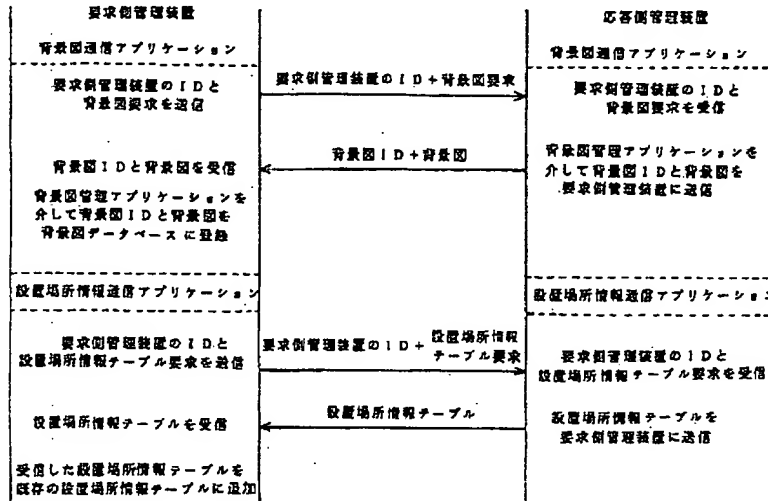 要求側管理装置
背景図通信アプリケーション
要求側管理装置のIDと
背景図要求を送信
背景図IDと背景図を受信
背景図管理アプリケーションを
介して背景図IDと背景図を
背景図データベースに登録
設置場所情報通信アプリケーション
要求側管理装置のIDと
設置場所情報テーブル要求を送信
設置場所情報テーブルを受信
受信した設置場所情報テーブルを
既存の設置場所情報テーブルに追加
要求側管理装置のID+背景図要求
背景図ID+背景図
要求側管理装置のID+設置場所情報
テーブル要求
設置場所情報テーブル
応答側管理装置
背景図通信アプリケーション
要求側管理装置のIDと
背景図要求を受信
背景図管理アプリケーションを
介して背景図IDと背景図を
要求側管理装置に送信
設置場所情報通信アプリケーション
要求側管理装置のIDと
設置場所情報テーブル要求を受信
設置場所情報テーブルを
要求側管理装置に送信